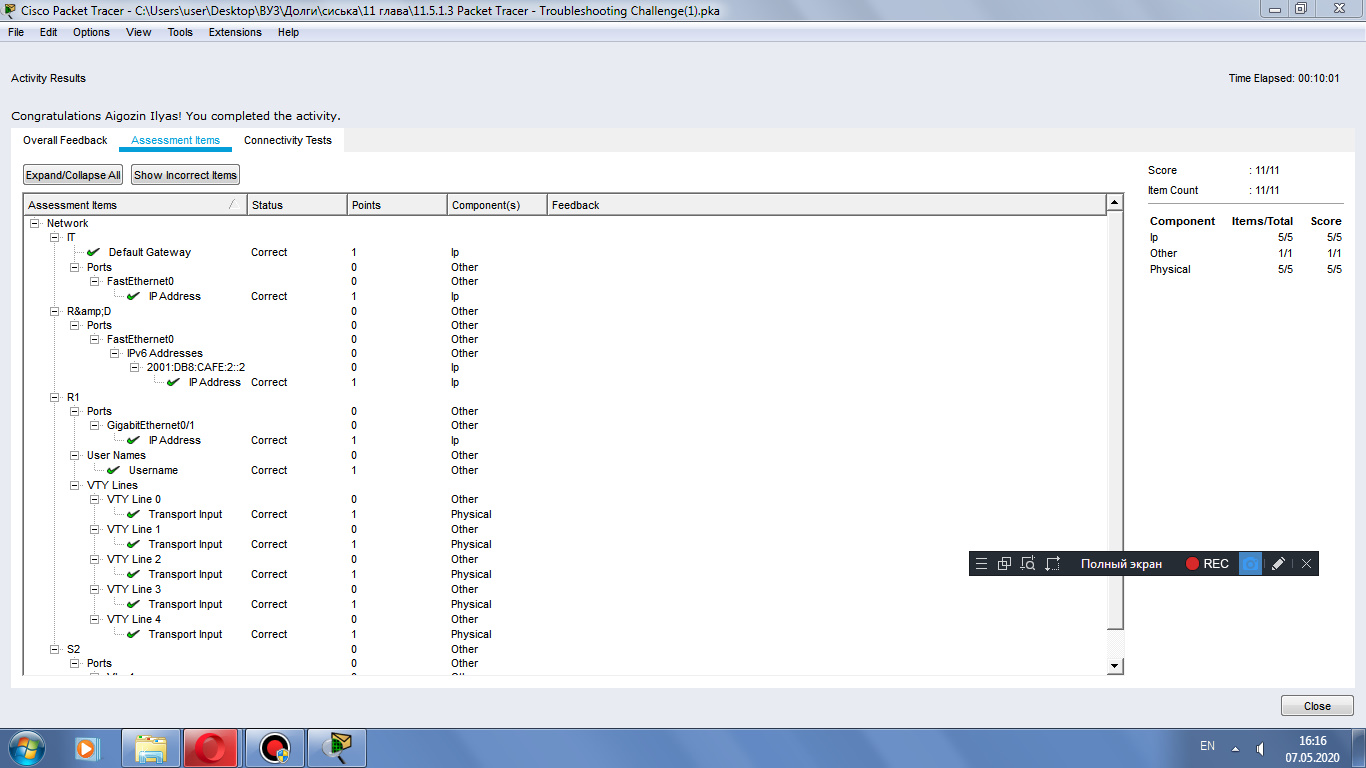 Cisco Packet Tracer - C:\Users\user\Desktop\ВУЗ\Долги\сиська\11 глава\11.5.1.3 Packet Tracer - Troubleshooting Challenge(1).pka
File Edit Options View Tools Extensions Help
Activity Results Time Elapsed: 00:10:01
Congratulations Aigozin Ilyas! You completed the activity.
Overall Feedback Assessment Items Connectivity Tests
Expand/Collapse All Show Incorrect Items
Assessment Items Status Points Component(s) Feedback
Network
IT
Default Gateway Correct 1 Ip
Ports 0 Other
FastEthernet0 0 Other
IP Address Correct 1 Ip
R&amp;D 0 Other
Ports 0 Other
FastEthernet0 0 Other
IPv6 Addresses 0 Other
2001:DB8:CAFE:2::2 0 Ip
IP Address Correct 1 Ip
R1
Ports 0 Other
GigabitEthernet0/1 0 Other
IP Address Correct 1 Ip
User Names 0 Other
Username Correct 1 Other
VTY Lines
VTY Line 0 0 Other
Transport Input Correct 1 Physical
VTY Line 1 0 Other
Transport Input Correct 1 Physical
VTY Line 2 0 Other
Transport Input Correct 1 Physical
VTY Line 3 0 Other
Transport Input Correct 1 Physical
VTY Line 4 0 Other
Transport Input Correct 1 Physical
S2 0 Other
Ports 0 Other
Score : 11/11
Item Count : 11/11
Component Items/Total Score
Ip 5/5 5/5
Other 1/1 1/1
Physical 5/5 5/5
Полный экран REC
Close
EN 16:16
07.05.2020